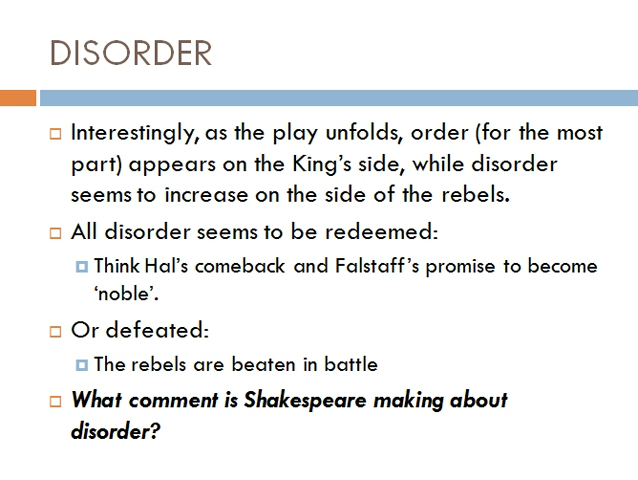 DISORDER
Interestingly, as the play unfolds, order (for the most
part) appears on the King's side, while disorder
seems to increase on the side of the rebels.
All disorder seems to be redeemed:
Think Hal's comeback and Falstaff's promise to become
‘noble’.
Or defeated:
The rebels are beaten in battle
What comment is Shakespeare making about
disorder?